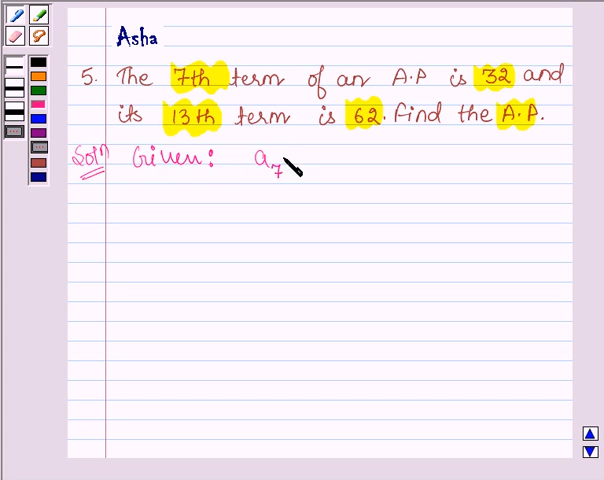 Asha
5. The 7th term of an A.P is 32 and
its 13th term is 62. Find the A.P.
Soln Given: a₇